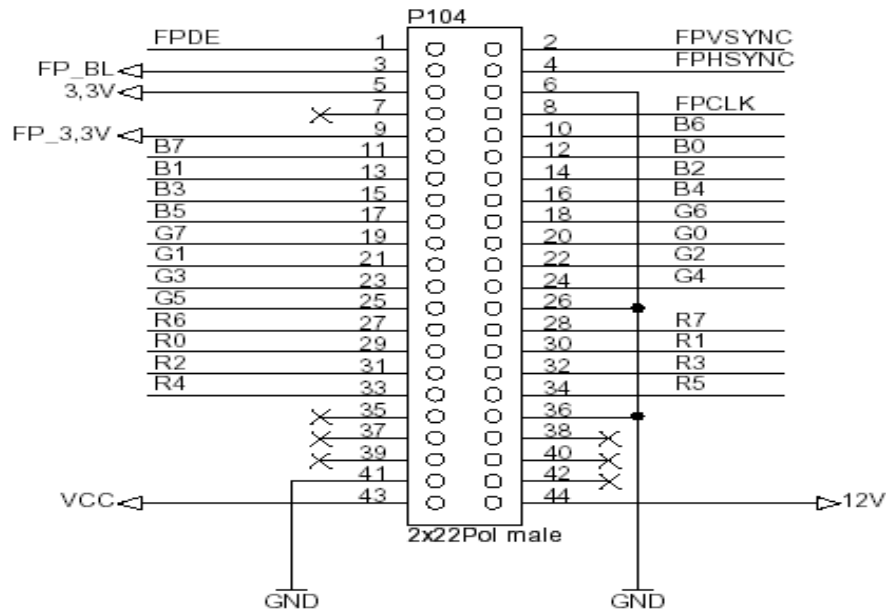 P104
FPDE 1 2 FPVSYNC
FP_BL 3 4 FPHSYNC
3,3V 5 6
7 8 FPCLK
FP_3,3V 9 10 B6
B7 11 12 B0
B1 13 14 B2
B3 15 16 B4
B5 17 18 G6
G7 19 20 G0
G1 21 22 G2
G3 23 24 G4
G5 25 26
R6 27 28 R7
R0 29 30 R1
R2 31 32 R3
R4 33 34 R5
35 36
37 38
39 40
41 42
VCC 43 44 12V
2x22Pol male
GND GND